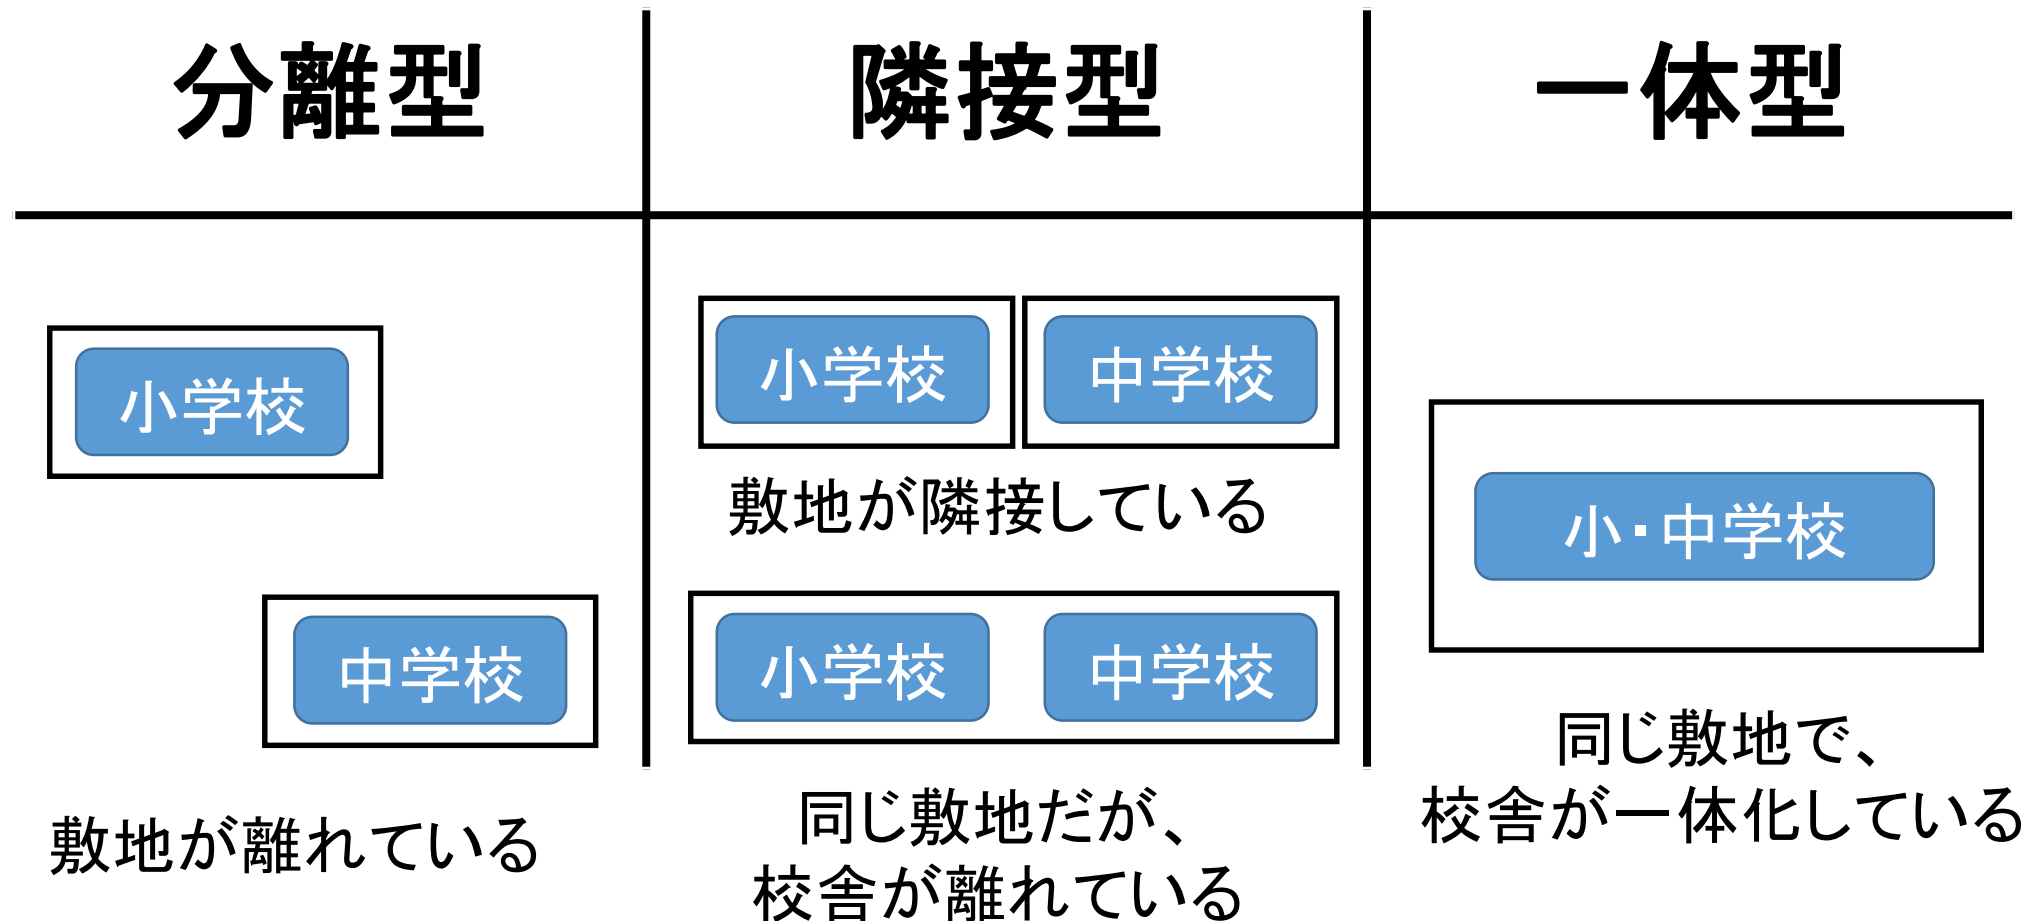 分離型
隣接型
一体型
小学校
中学校
敷地が離れている
小学校
中学校
敷地が隣接している
小学校
中学校
同じ敷地だが、
校舎が離れている
小・中学校
同じ敷地で、
校舎が一体化している